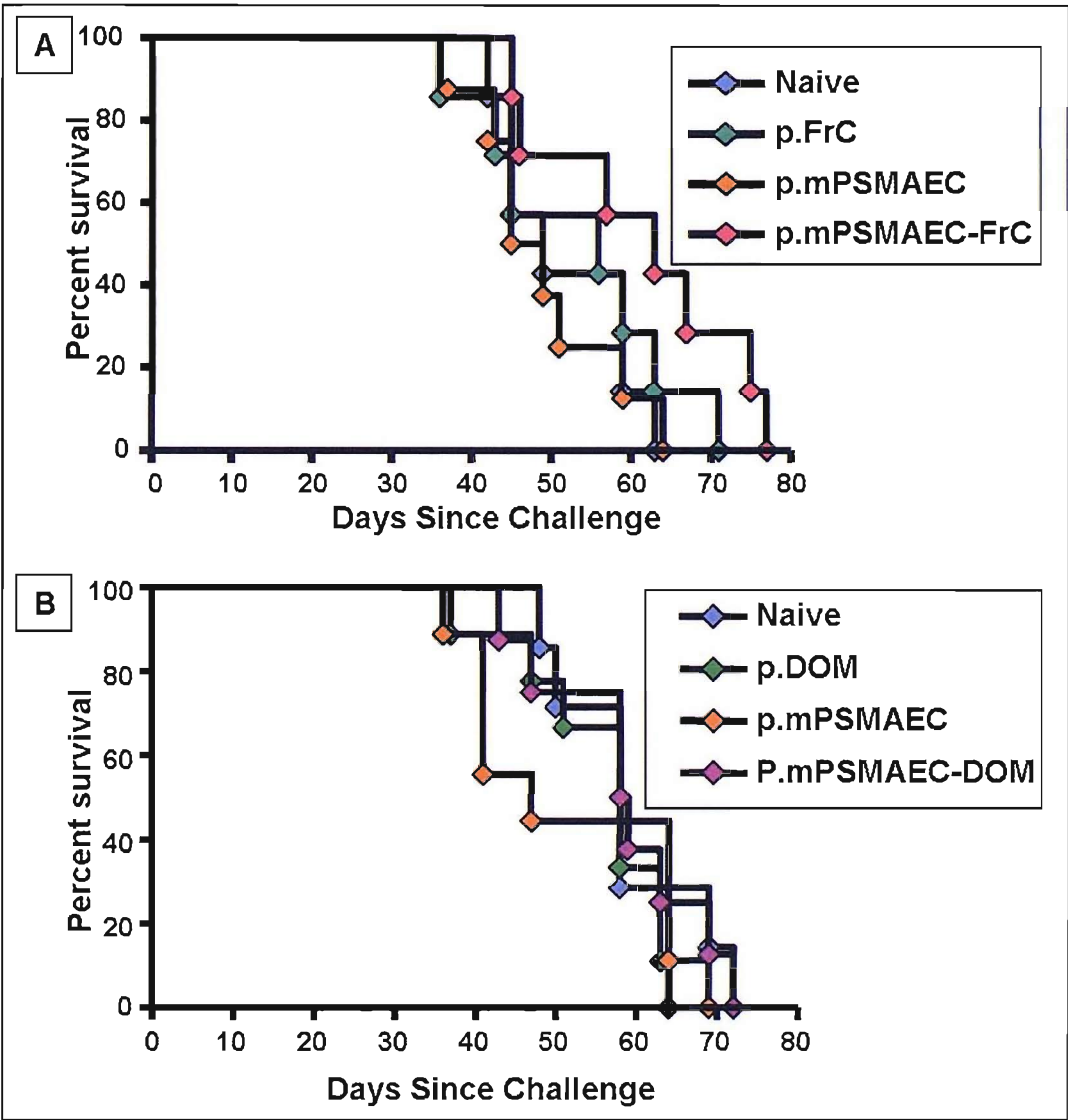 A
100
80
60
40
20
0
Percent survival
0 10 20 30 40 50 60 70 80
Days Since Challenge
Naive
p.FrC
p.mPSMAEC
p.mPSMAEC-FrC
B
100
80
60
40
20
0
Percent survival
0 10 20 30 40 50 60 70 80
Days Since Challenge
Naive
p.DOM
p.mPSMAEC
P.mPSMAEC-DOM